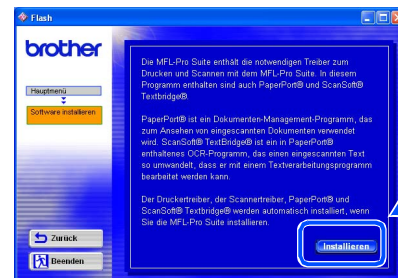 Flash
brother
Hauptmenü
Software installieren
Die MFL-Pro Suite enthält die notwendigen Treiber zum
Drucken und Scannen mit dem MFL-Pro Suite. In diesem
Programm enthalten sind auch PaperPort® und ScanSoft®
Textbridge®.
PaperPort® ist ein Dokumenten-Management-Programm, das
zum Ansehen von eingescannten Dokumenten verwendet
wird. ScanSoft® TextBridge® ist ein in PaperPort®
enthaltenes OCR-Programm, das einen eingescannten Text
so umwandelt, dass er mit einem Textverarbeitungsprogramm
bearbeitet werden kann.
Der Druckertreiber, der Scannertreiber, PaperPort® und
ScanSoft® Textbridge® werden automatisch installiert, wenn
Sie die MFL-Pro Suite installieren.
Zurück
Beenden
Installieren